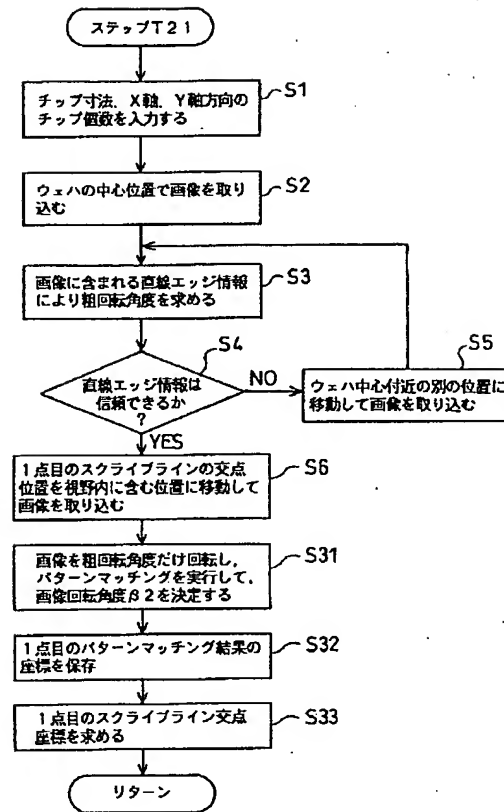 ステップT21
チップ寸法、X軸、Y軸方向の
チップ個数を入力する
S1
ウェハの中心位置で画像を取り
込む
S2
画像に含まれる直線エッジ情報
により粗回転角度を求める
S3
直線エッジ情報は
信頼できるか
?
S4
NO
YES
ウェハ中心付近の別の位置に
移動して画像を取り込む
S5
1点目のスクライブラインの交点
位置を視野内に含む位置に移動して
画像を取り込む
S6
画像を粗回転角度だけ回転し、
パターンマッチングを実行して、
画像回転角度β2を決定する
S31
1点目のパターンマッチング結果の
座標を保存
S32
1点目のスクライブライン交点
座標を求める
S33
リターン